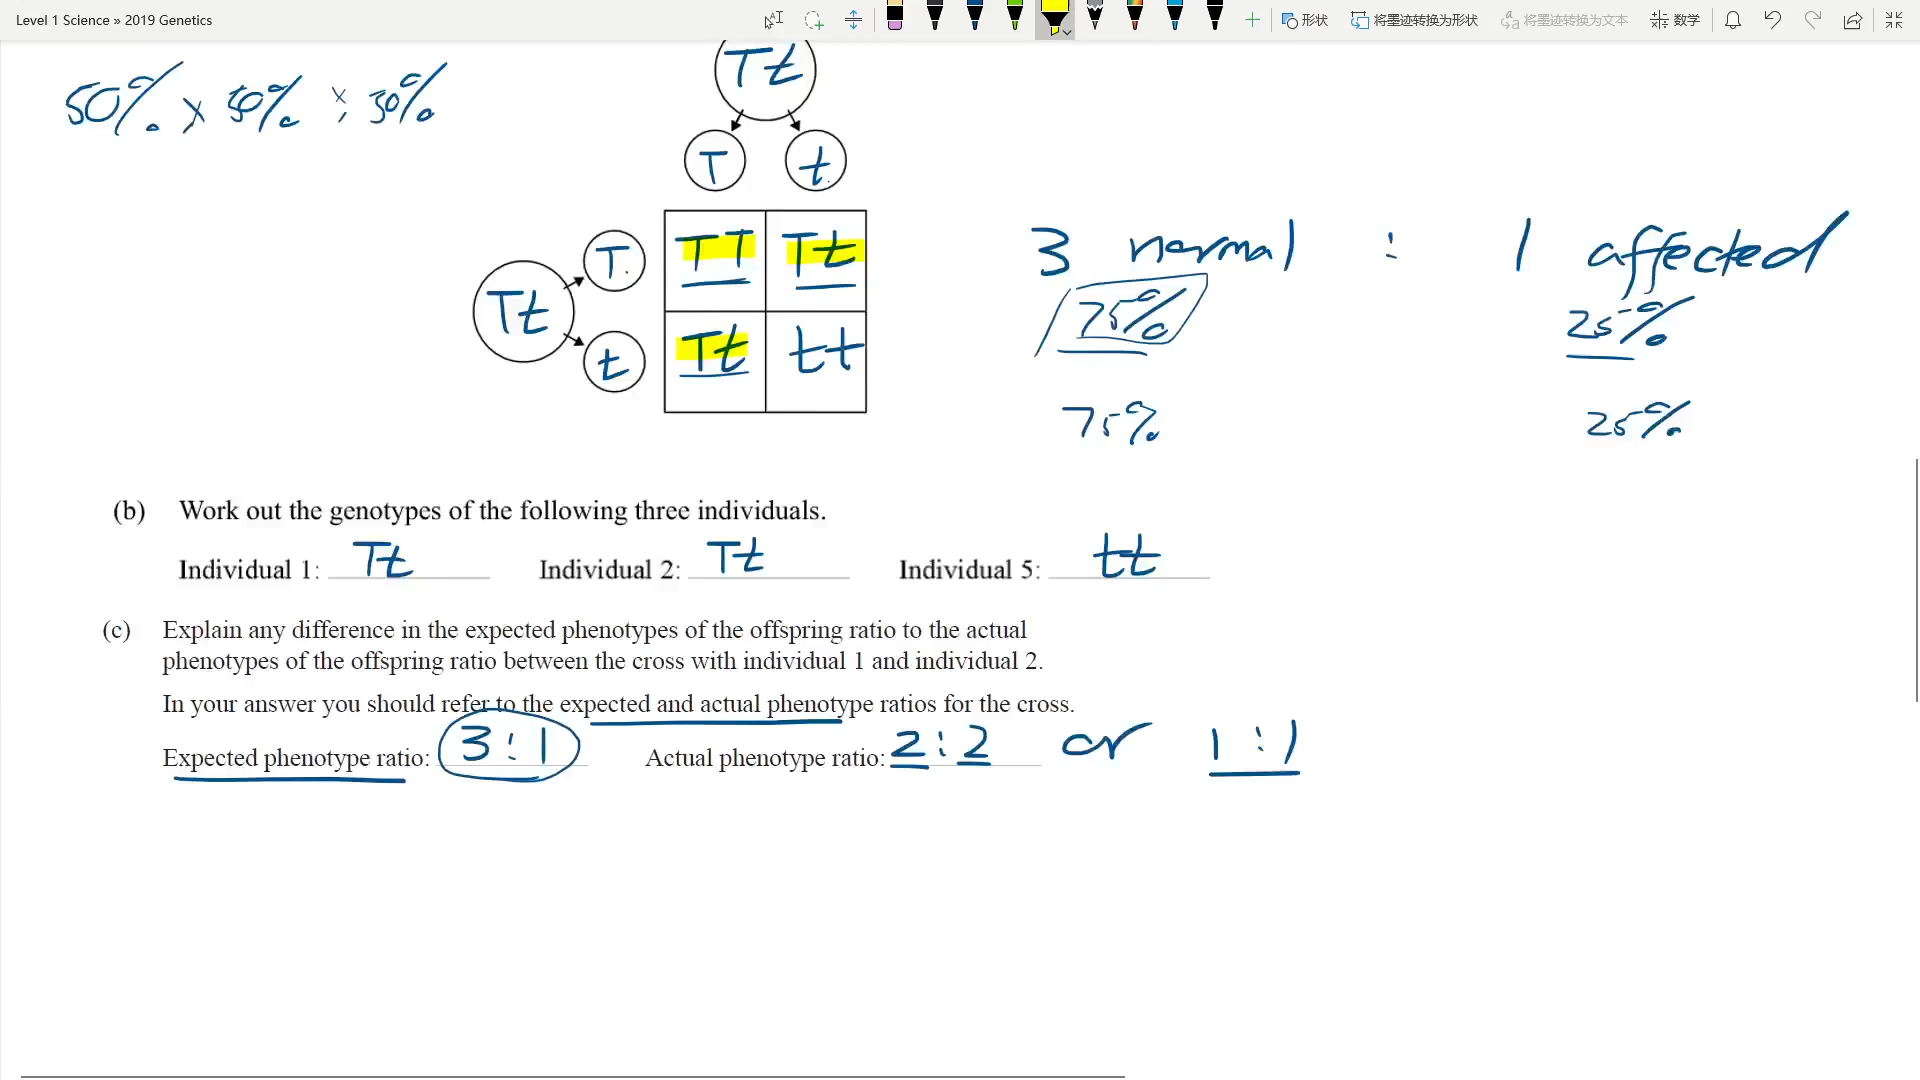 Level 1 Science » 2019 Genetics
形状 将墨迹转换为形状 将墨迹转换为文本 数学
Tt
50% x 50% x 50%
T t
T TT Tt
Tt
t Tt tt
3 normal : 1 affected
75% 25%
75% 25%
(b) Work out the genotypes of the following three individuals.
Individual 1: Tt Individual 2: Tt Individual 5: tt
(c) Explain any difference in the expected phenotypes of the offspring ratio to the actual
phenotypes of the offspring ratio between the cross with individual 1 and individual 2.
In your answer you should refer to the expected and actual phenotype ratios for the cross.
Expected phenotype ratio: 3:1 Actual phenotype ratio: 2:2 or 1:1